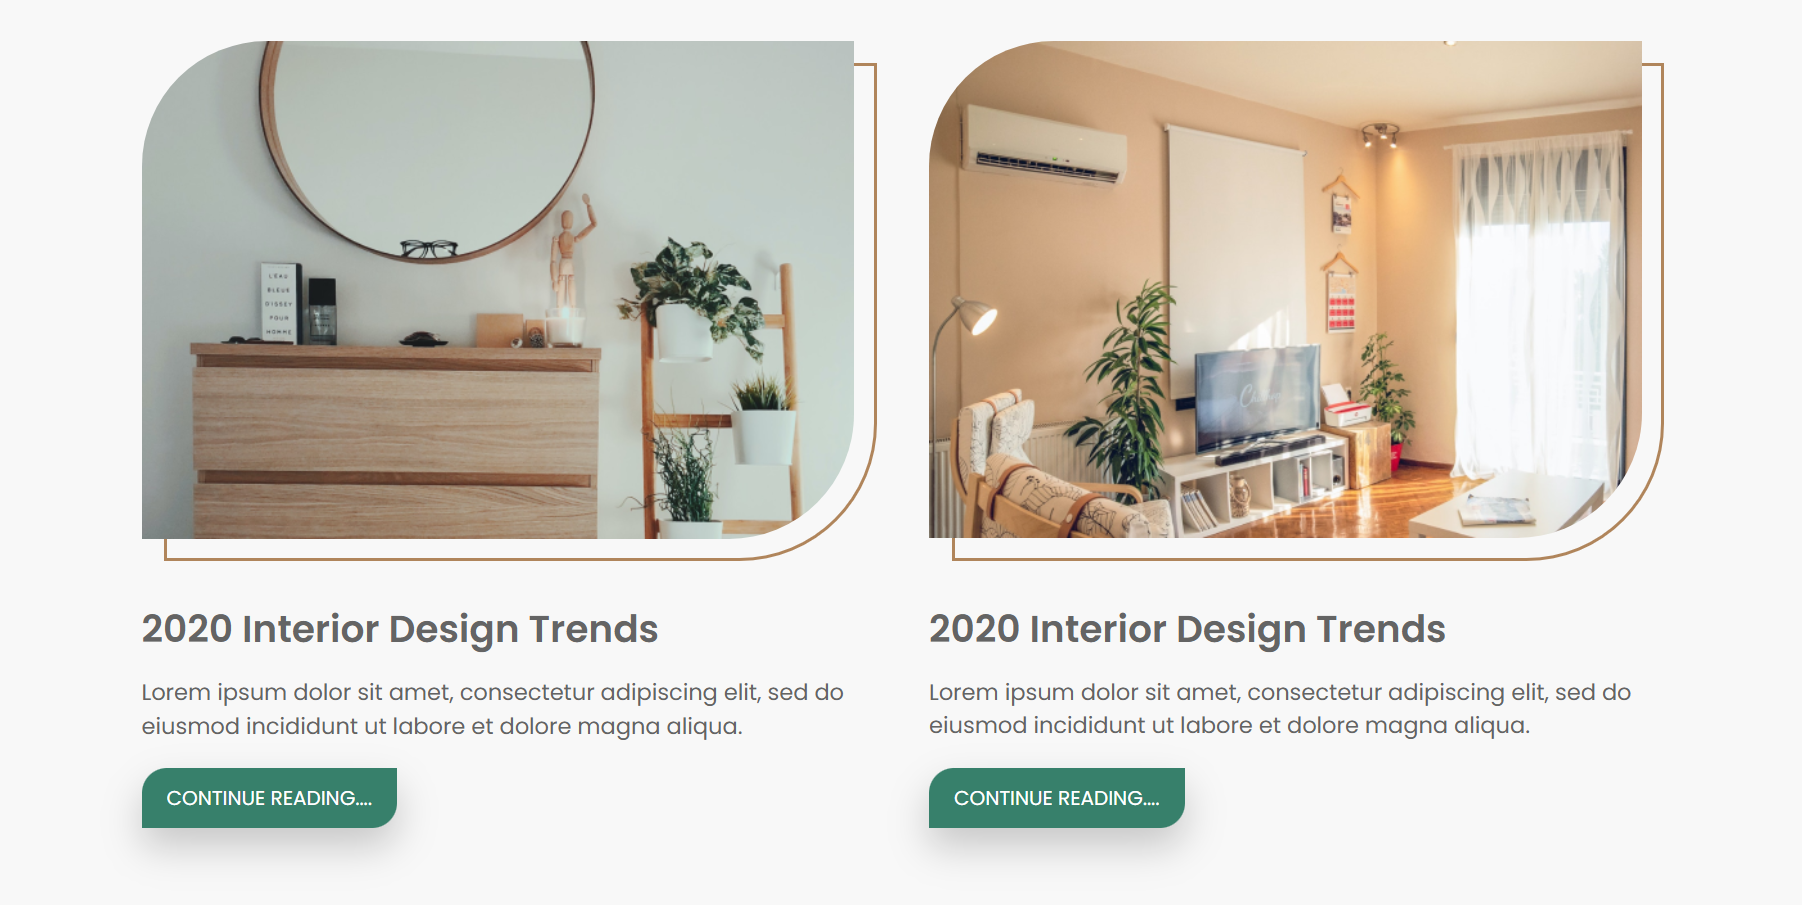 L'EAU
BLEUE
D'ISSEY
POUR
HOMME
2020 Interior Design Trends
Lorem ipsum dolor sit amet, consectetur adipiscing elit, sed do
eiusmod incididunt ut labore et dolore magna aliqua.
CONTINUE READING....
2020 Interior Design Trends
Lorem ipsum dolor sit amet, consectetur adipiscing elit, sed do
eiusmod incididunt ut labore et dolore magna aliqua.
CONTINUE READING....